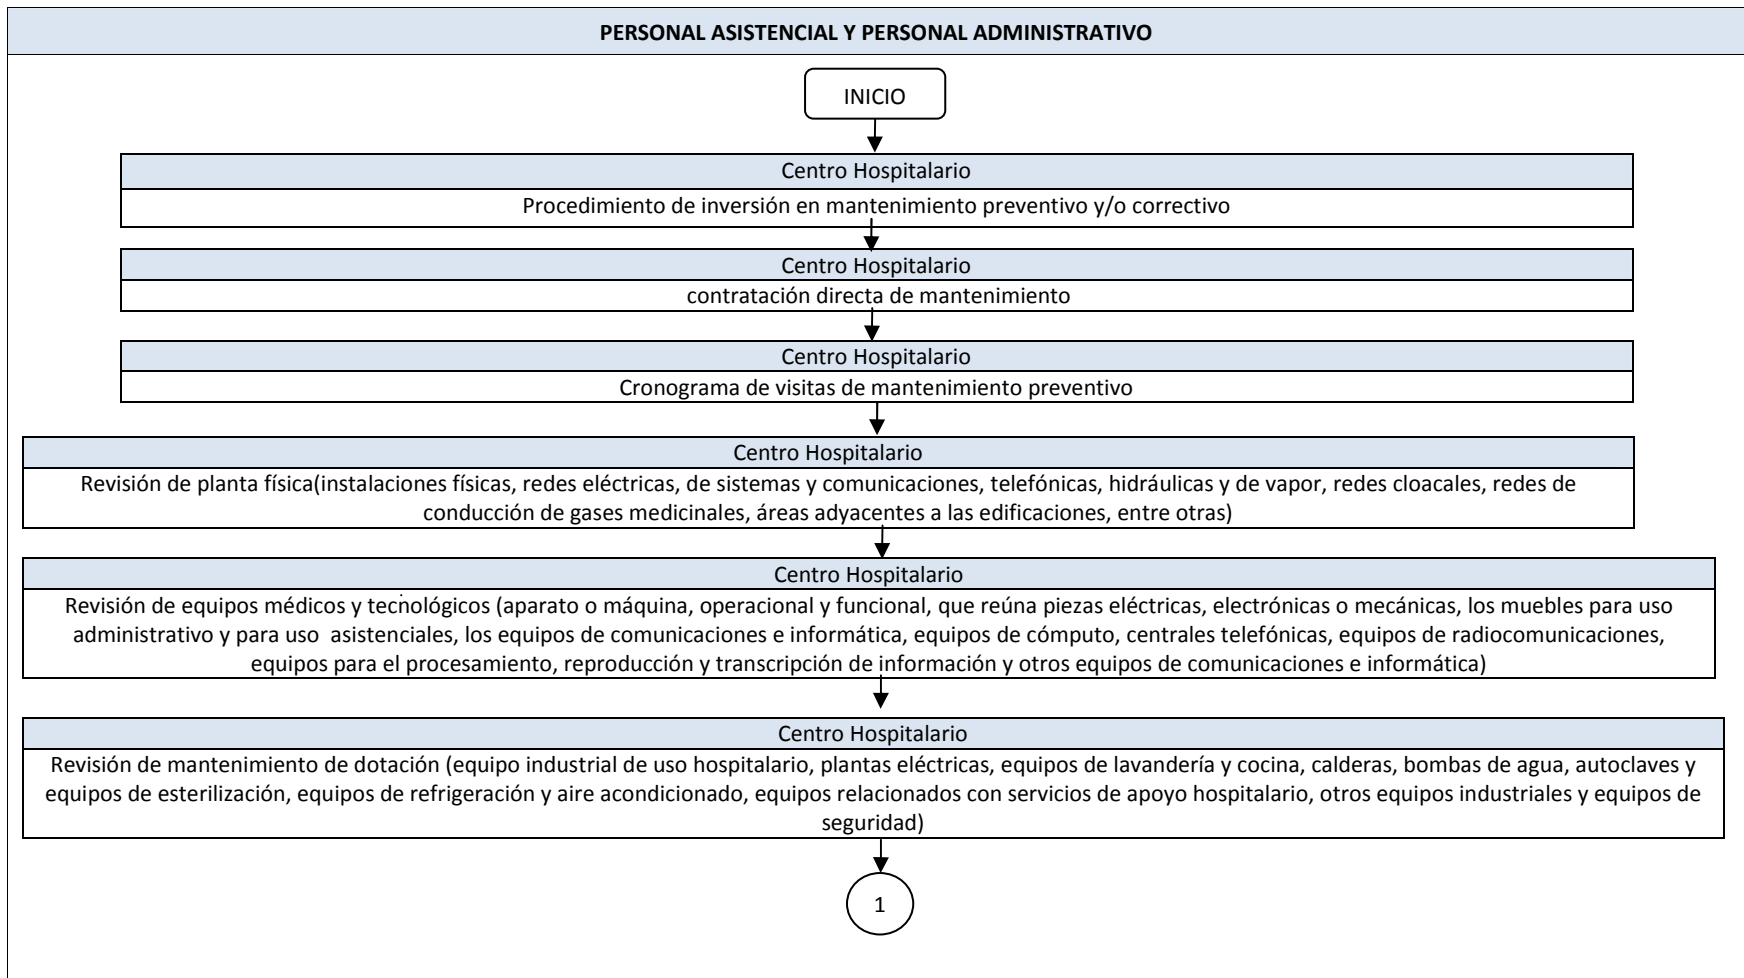 PERSONAL ASISTENCIAL Y PERSONAL ADMINISTRATIVO
INICIO
Centro Hospitalario
Procedimiento de inversión en mantenimiento preventivo y/o correctivo
Centro Hospitalario
contratación directa de mantenimiento
Centro Hospitalario
Cronograma de visitas de mantenimiento preventivo
Centro Hospitalario
Revisión de planta física(instalaciones físicas, redes eléctricas, de sistemas y comunicaciones, telefónicas, hidráulicas y de vapor, redes cloacales, redes de
conducción de gases medicinales, áreas adyacentes a las edificaciones, entre otras)
Centro Hospitalario
Revisión de equipos médicos y tecnológicos (aparato o máquina, operacional y funcional, que reúna piezas eléctricas, electrónicas o mecánicas, los muebles para uso
administrativo y para uso  asistenciales, los equipos de comunicaciones e informática, equipos de cómputo, centrales telefónicas, equipos de radiocomunicaciones,
equipos para el procesamiento, reproducción y transcripción de información y otros equipos de comunicaciones e informática)
Centro Hospitalario
Revisión de mantenimiento de dotación (equipo industrial de uso hospitalario, plantas eléctricas, equipos de lavandería y cocina, calderas, bombas de agua, autoclaves y
equipos de esterilización, equipos de refrigeración y aire acondicionado, equipos relacionados con servicios de apoyo hospitalario, otros equipos industriales y equipos de
seguridad)
1